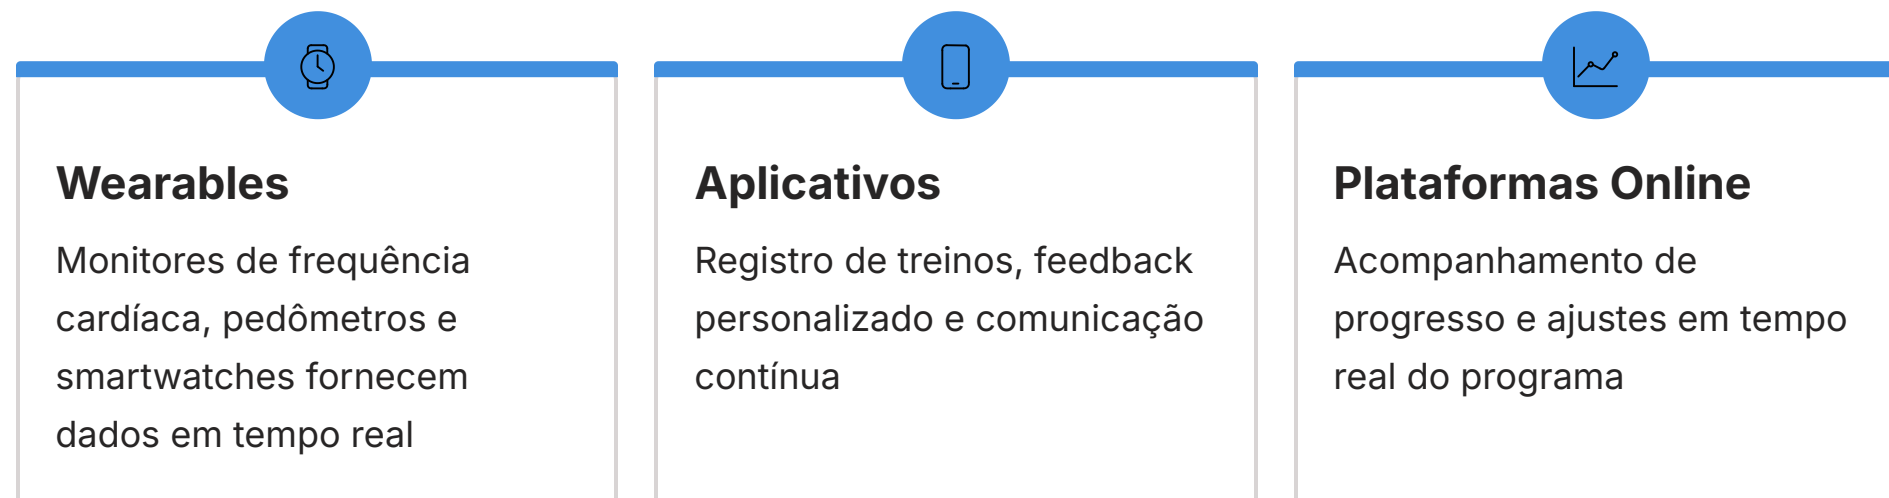 Wearables
Monitores de frequência
cardíaca, pedômetros e
smartwatches fornecem
dados em tempo real
Aplicativos
Registro de treinos, feedback
personalizado e comunicação
contínua
Plataformas Online
Acompanhamento de
progresso e ajustes em tempo
real do programa